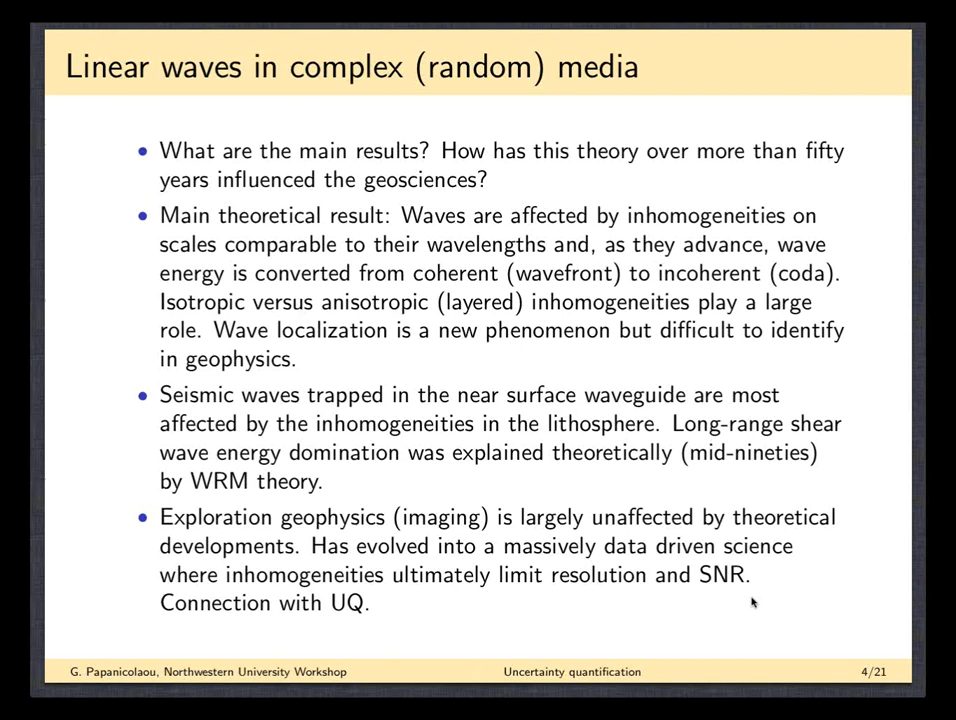 Linear waves in complex (random) media
• What are the main results? How has this theory over more than fifty
years influenced the geosciences?
• Main theoretical result: Waves are affected by inhomogeneities on
scales comparable to their wavelengths and, as they advance, wave
energy is converted from coherent (wavefront) to incoherent (coda).
Isotropic versus anisotropic (layered) inhomogeneities play a large
role. Wave localization is a new phenomenon but difficult to identify
in geophysics.
• Seismic waves trapped in the near surface waveguide are most
affected by the inhomogeneities in the lithosphere. Long-range shear
wave energy domination was explained theoretically (mid-nineties)
by WRM theory.
• Exploration geophysics (imaging) is largely unaffected by theoretical
developments. Has evolved into a massively data driven science
where inhomogeneities ultimately limit resolution and SNR.
Connection with UQ.
G. Papanicolaou, Northwestern University Workshop Uncertainty quantification 4/21